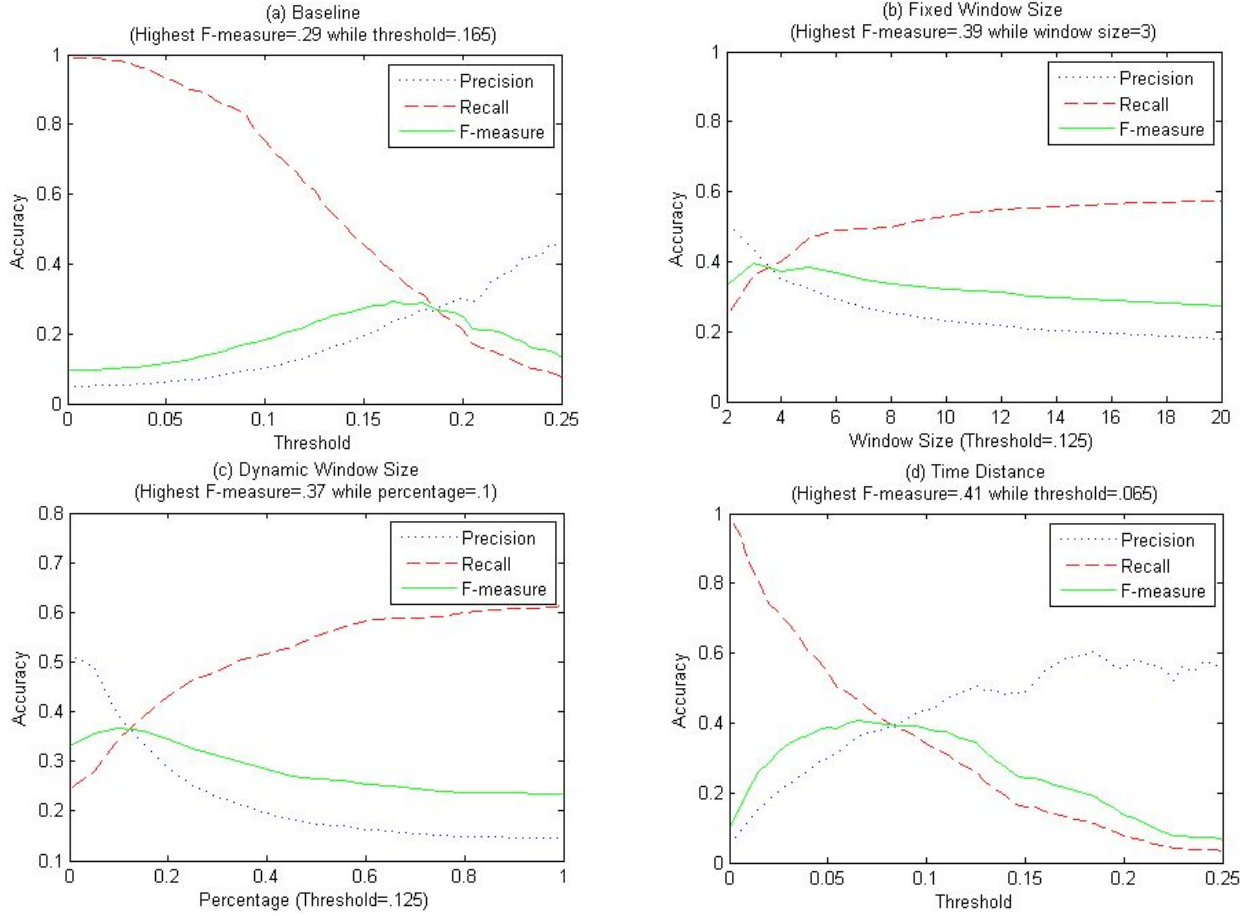 (a) Baseline
(Highest F-measure=.29 while threshold=.165)
1
0.8
0.6
0.4
0.2
0
Accuracy
Precision
Recall
F-measure
0 0.05 0.1 0.15 0.2 0.25
Threshold
(b) Fixed Window Size
(Highest F-measure=.39 while window size=3)
1
0.8
0.6
0.4
0.2
0
Accuracy
Precision
Recall
F-measure
2 4 6 8 10 12 14 16 18 20
Window Size (Threshold=.125)
(c) Dynamic Window Size
(Highest F-measure=.37 while percentage=.1)
0.8
0.7
0.6
0.5
0.4
0.3
0.2
0.1
Accuracy
Precision
Recall
F-measure
0 0.2 0.4 0.6 0.8 1
Percentage (Threshold=.125)
(d) Time Distance
(Highest F-measure=.41 while threshold=.065)
1
0.8
0.6
0.4
0.2
0
Accuracy
Precision
Recall
F-measure
0 0.05 0.1 0.15 0.2 0.25
Threshold